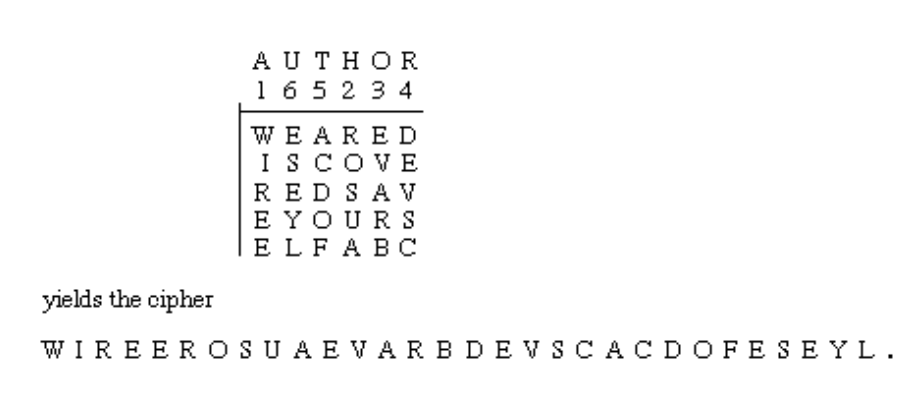 A U T H O R
1 6 5 2 3 4
W E A R E D
I S C O V E
R E D S A V
E Y O U R S
E L F A B C
yields the cipher
W I R E E R O S U A E V A R B D E V S C A C D O F E S E Y L .